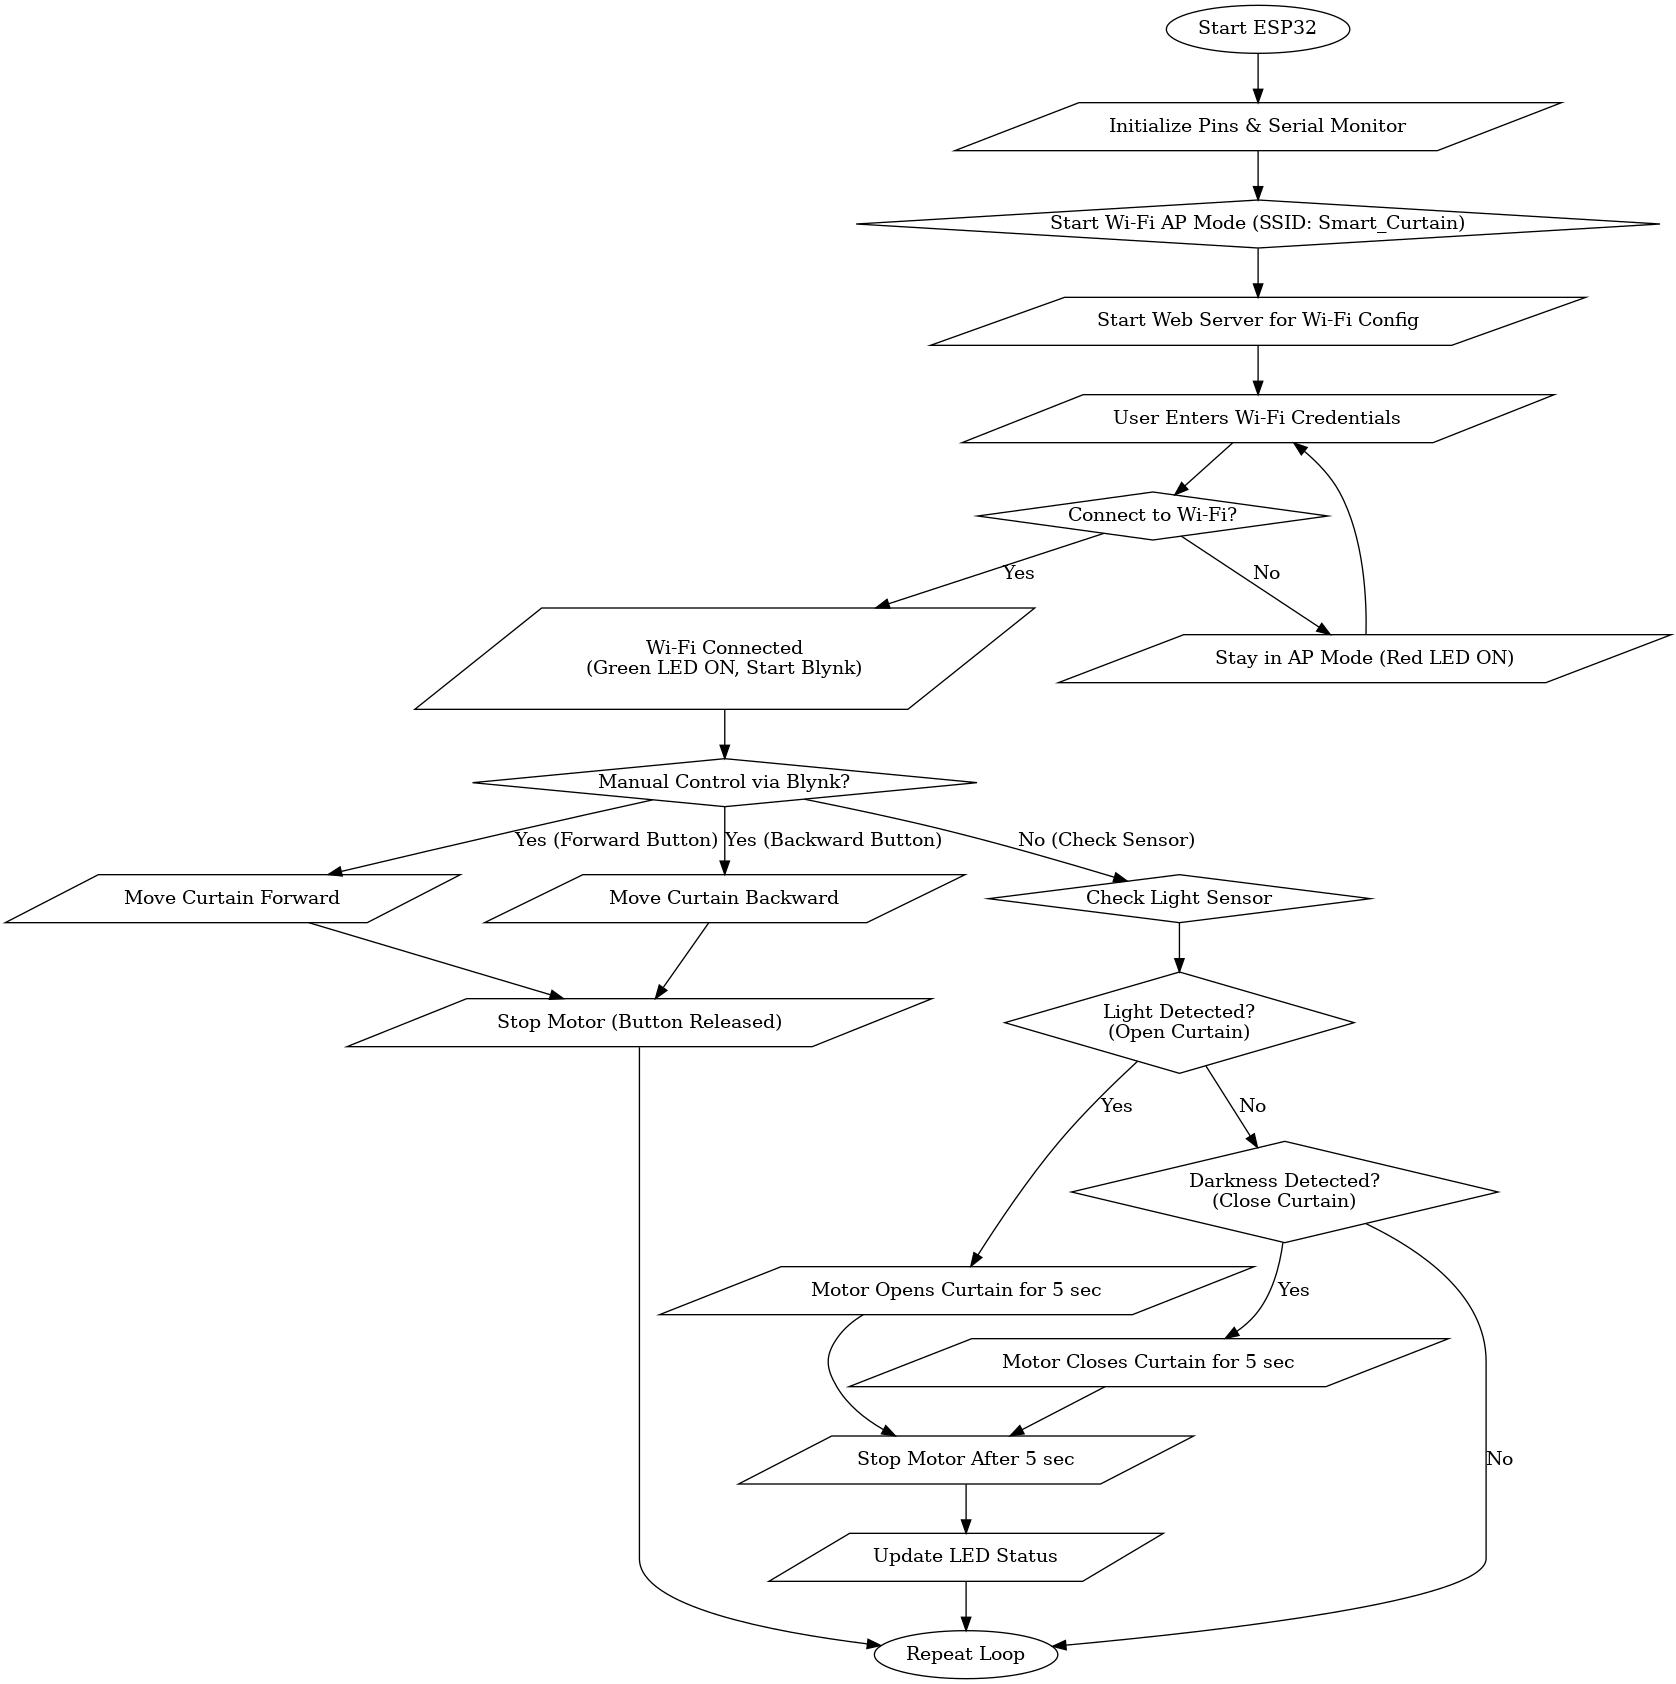 Start ESP32
Initialize Pins & Serial Monitor
Start Wi-Fi AP Mode (SSID: Smart_Curtain)
Start Web Server for Wi-Fi Config
User Enters Wi-Fi Credentials
Connect to Wi-Fi?
Yes
No
Wi-Fi Connected
(Green LED ON, Start Blynk)
Stay in AP Mode (Red LED ON)
Manual Control via Blynk?
Yes (Forward Button)
Yes (Backward Button)
No (Check Sensor)
Move Curtain Forward
Move Curtain Backward
Check Light Sensor
Stop Motor (Button Released)
Light Detected?
(Open Curtain)
Yes
No
Darkness Detected?
(Close Curtain)
Motor Opens Curtain for 5 sec
Yes
Motor Closes Curtain for 5 sec
Stop Motor After 5 sec
No
Update LED Status
Repeat Loop